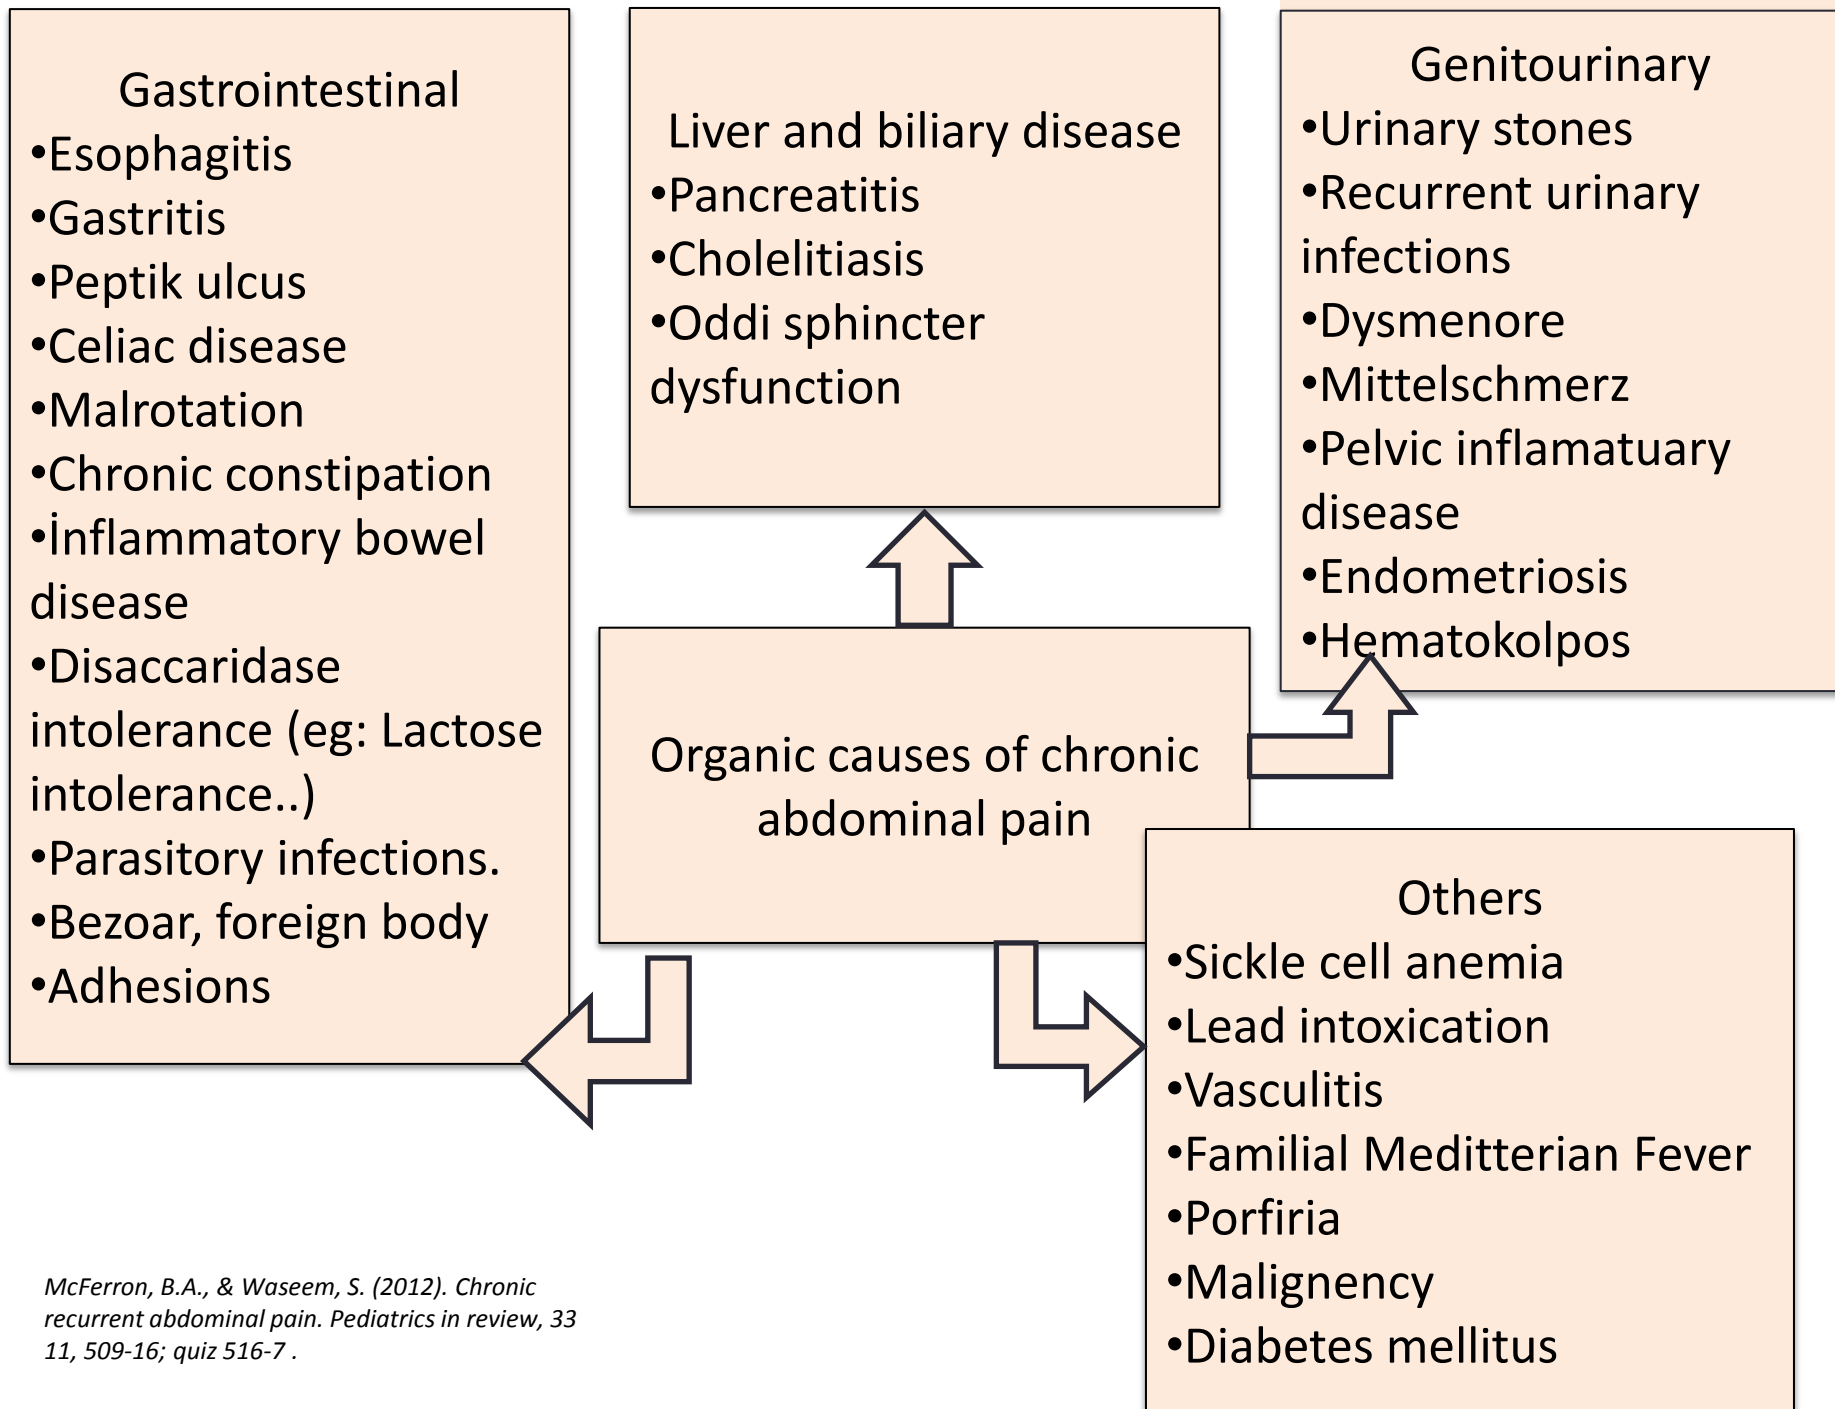 Gastrointestinal
•Esophagitis
•Gastritis
•Peptik ulcus
•Celiac disease
•Malrotation
•Chronic constipation
•İnflammatory bowel
disease
•Disaccaridase
intolerance (eg: Lactose
intolerance..)
•Parasitory infections.
•Bezoar, foreign body
•Adhesions
Liver and biliary disease
•Pancreatitis
•Cholelitiasis
•Oddi sphincter
dysfunction
Genitourinary
•Urinary stones
•Recurrent urinary
infections
•Dysmenore
•Mittelschmerz
•Pelvic inflamatuary
disease
•Endometriosis
•Hematokolpos
Organic causes of chronic
abdominal pain
Others
•Sickle cell anemia
•Lead intoxication
•Vasculitis
•Familial Meditterian Fever
•Porfiria
•Malignency
•Diabetes mellitus
McFerron, B.A., & Waseem, S. (2012). Chronic
recurrent abdominal pain. Pediatrics in review, 33
11, 509-16; quiz 516-7 .